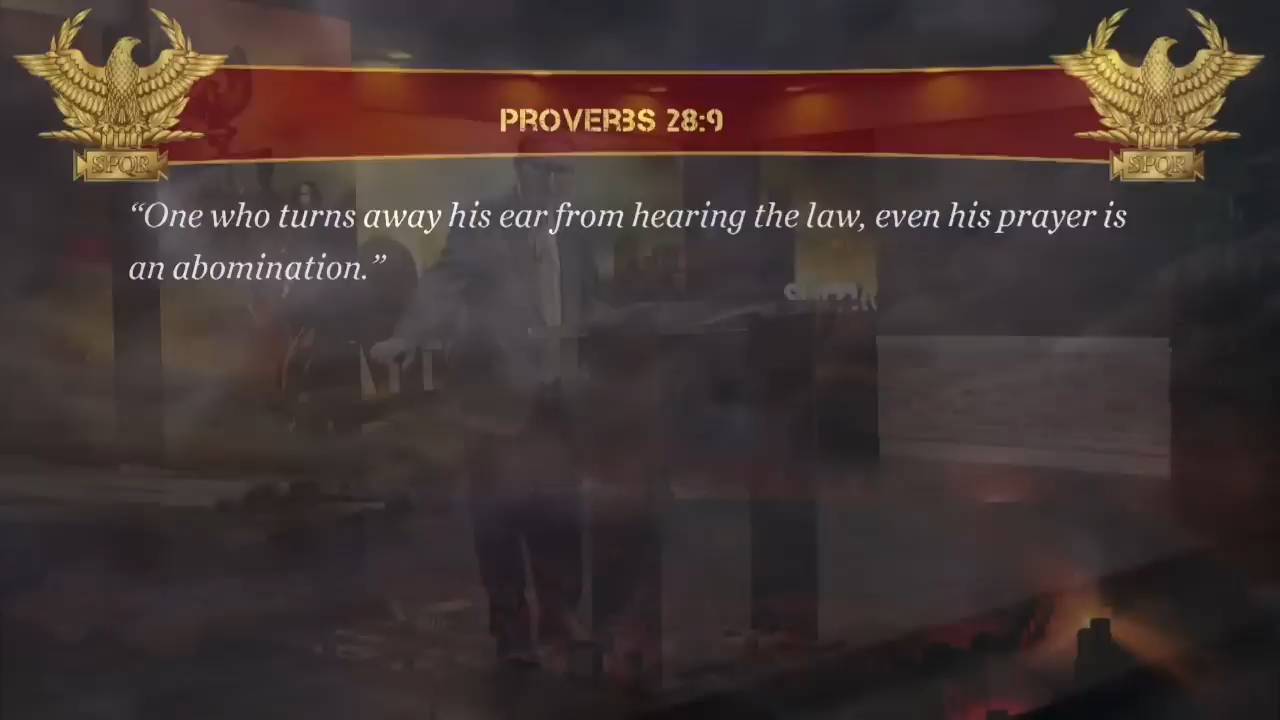 SPQR
SPQR
PROVERBS 28:9
“One who turns away his ear from hearing the law, even his prayer is
an abomination.”